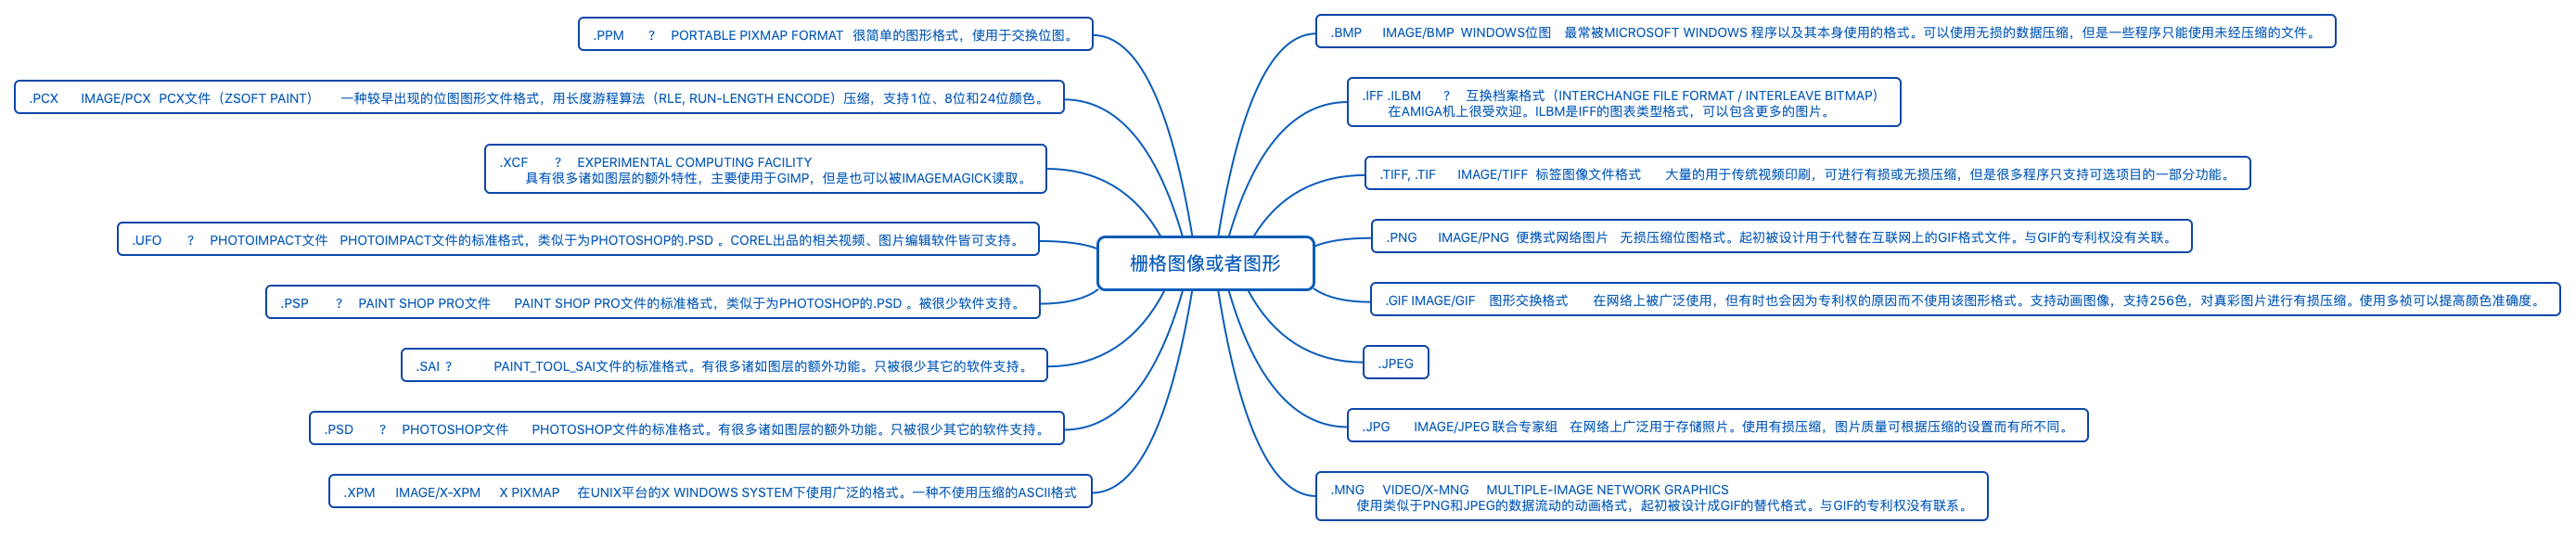 栅格图像或者图形
.BMP IMAGE/BMP WINDOWS位图 最常被MICROSOFT WINDOWS 程序以及其本身使用的格式。可以使用无损的数据压缩，但是一些程序只能使用未经压缩的文件。
.IFF .ILBM ? 互换档案格式（INTERCHANGE FILE FORMAT / INTERLEAVE BITMAP）
在AMIGA机上很受欢迎。ILBM是IFF的图表类型格式，可以包含更多的图片。
.TIFF, .TIF IMAGE/TIFF 标签图像文件格式 大量的用于传统视频印刷，可进行有损或无损压缩，但是很多程序只支持可选项目的一部分功能。
.PNG IMAGE/PNG 便携式网络图片 无损压缩位图格式。起初被设计用于代替在互联网上的GIF格式文件。与GIF的专利权没有关联。
.GIF IMAGE/GIF 图形交换格式 在网络上被广泛使用，但有时也会因为专利权的原因而不使用该图形格式。支持动画图像，支持256色，对真彩图片进行有损压缩。使用多祯可以提高颜色准确度。
.JPEG
.JPG IMAGE/JPEG 联合专家组 在网络上广泛用于存储照片。使用有损压缩，图片质量可根据压缩的设置而有所不同。
.MNG VIDEO/X-MNG MULTIPLE-IMAGE NETWORK GRAPHICS
使用类似于PNG和JPEG的数据流动的动画格式，起初被设计成GIF的替代格式。与GIF的专利权没有联系。
.PPM ? PORTABLE PIXMAP FORMAT 很简单的图形格式，使用于交换位图。
.PCX IMAGE/PCX PCX文件（ZSOFT PAINT） 一种较早出现的位图图形文件格式，用长度游程算法（RLE, RUN-LENGTH ENCODE）压缩，支持1位、8位和24位颜色。
.XCF ? EXPERIMENTAL COMPUTING FACILITY
具有很多诸如图层的额外特性，主要使用于GIMP，但是也可以被IMAGEMAGICK读取。
.UFO ? PHOTOIMPACT文件 PHOTOIMPACT文件的标准格式，类似于为PHOTOSHOP的.PSD 。COREL出品的相关视频、图片编辑软件皆可支持。
.PSP ? PAINT SHOP PRO文件 PAINT SHOP PRO文件的标准格式，类似于为PHOTOSHOP的.PSD 。被很少软件支持。
.SAI ? PAINT_TOOL_SAI文件的标准格式。有很多诸如图层的额外功能。只被很少其它的软件支持。
.PSD ? PHOTOSHOP文件 PHOTOSHOP文件的标准格式。有很多诸如图层的额外功能。只被很少其它的软件支持。
.XPM IMAGE/X-XPM X PIXMAP 在UNIX平台的X WINDOWS SYSTEM下使用广泛的格式。一种不使用压缩的ASCII格式